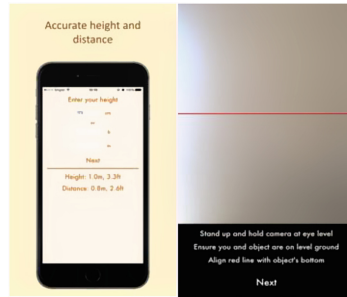 Accurate height and
distance
Enter your height
Next
Height: 1.0m, 3.3ft
Distance: 0.8m, 2.6ft
Stand up and hold camera at eye level
Ensure you and object are on level ground
Align red line with object's bottom
Next